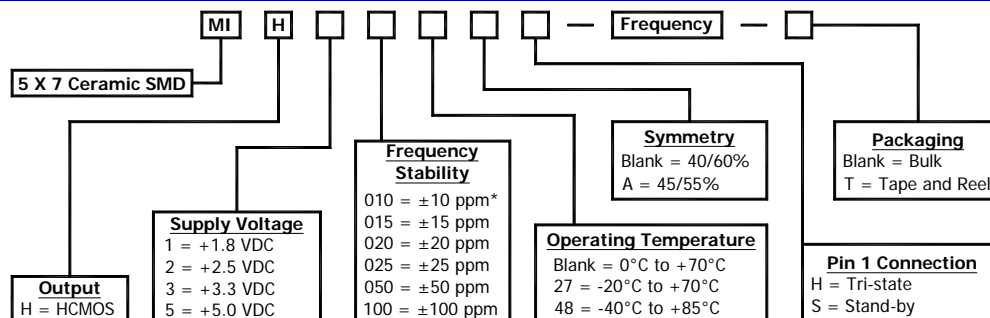 MI H — Frequency —
5 X 7 Ceramic SMD
Output
H = HCMOS
Supply Voltage
1 = +1.8 VDC
2 = +2.5 VDC
3 = +3.3 VDC
5 = +5.0 VDC
Frequency
Stability
010 = ±10 ppm*
015 = ±15 ppm
020 = ±20 ppm
025 = ±25 ppm
050 = ±50 ppm
100 = ±100 ppm
Operating Temperature
Blank = 0°C to +70°C
27 = -20°C to +70°C
48 = -40°C to +85°C
Symmetry
Blank = 40/60%
A = 45/55%
Packaging
Blank = Bulk
T = Tape and Reel
Pin 1 Connection
H = Tri-state
S = Stand-by